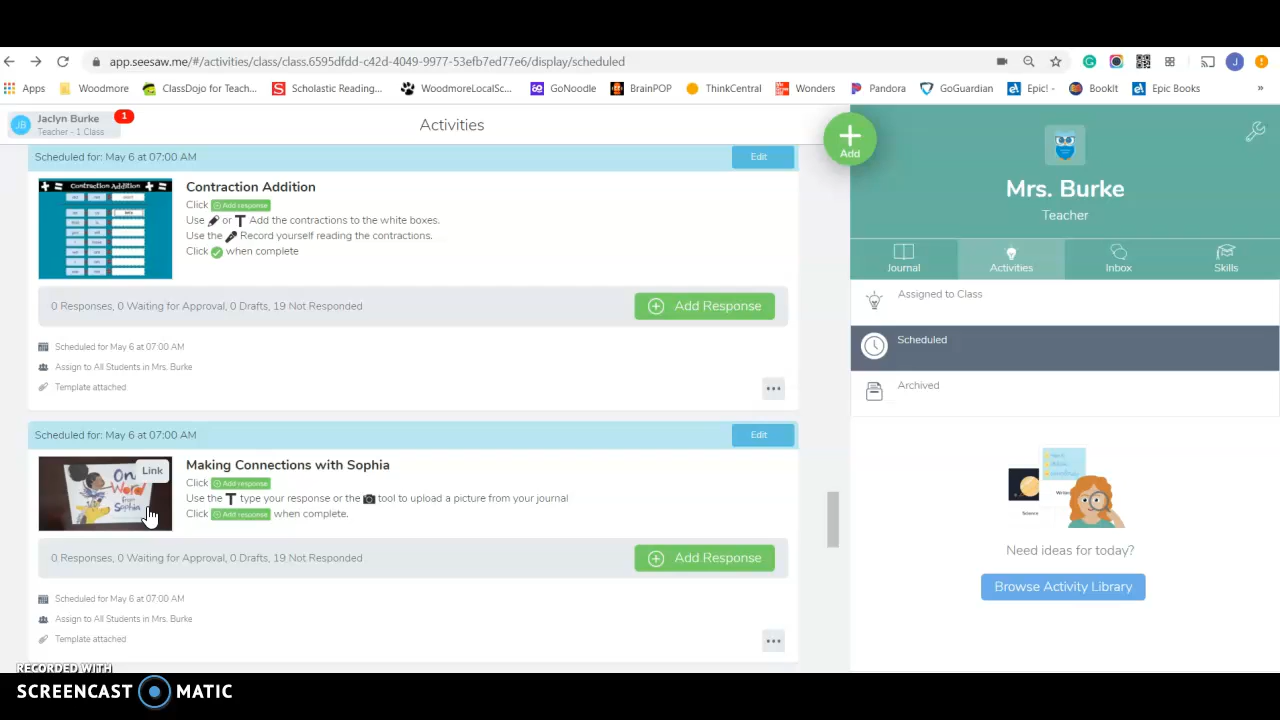 app.seesaw.me/#/activities/class/class.6595dfdd-c42d-4049-9977-53efb7ed77e6/display/scheduled
J
Apps Woodmore ClassDojo for Teach... Scholastic Reading... WoodmoreLocalSc... GoNoodle BrainPOP ThinkCentral Wonders Pandora GoGuardian Epic! BookIt Epic Books »
JB Jaclyn Burke 1
Teacher - 1 Class
Activities
Add
Scheduled for: May 6 at 07:00 AM Edit
Contraction Addition
Contraction Addition
Click Add response
Use or T Add the contractions to the white boxes.
Use the Record yourself reading the contractions.
Click when complete
0 Responses, 0 Waiting for Approval, 0 Drafts, 19 Not Responded Add Response
Scheduled for May 6 at 07:00 AM
Assign to All Students in Mrs. Burke
Template attached
Scheduled for: May 6 at 07:00 AM Edit
Link
On Word from Sophia
Making Connections with Sophia
Click Add response
Use the T type your response or the tool to upload a picture from your journal
Click Add response when complete.
0 Responses, 0 Waiting for Approval, 0 Drafts, 19 Not Responded Add Response
Scheduled for May 6 at 07:00 AM
Assign to All Students in Mrs. Burke
Template attached
Mrs. Burke
Teacher
Journal Activities Inbox Skills
Assigned to Class
Scheduled
Archived
Science
Need ideas for today?
Browse Activity Library
RECORDED WITH
SCREENCAST MATIC